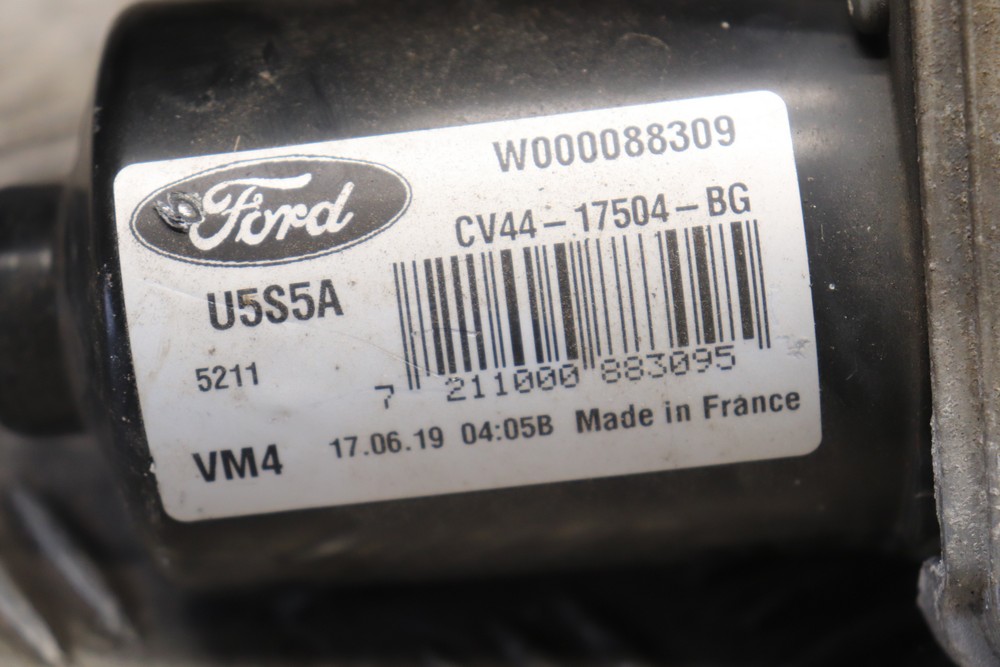 W000088309
Ford
CV44-17504-BG
U5S5A
5211
7 211000 883095
VM4
17.06.19 04:05B Made in France